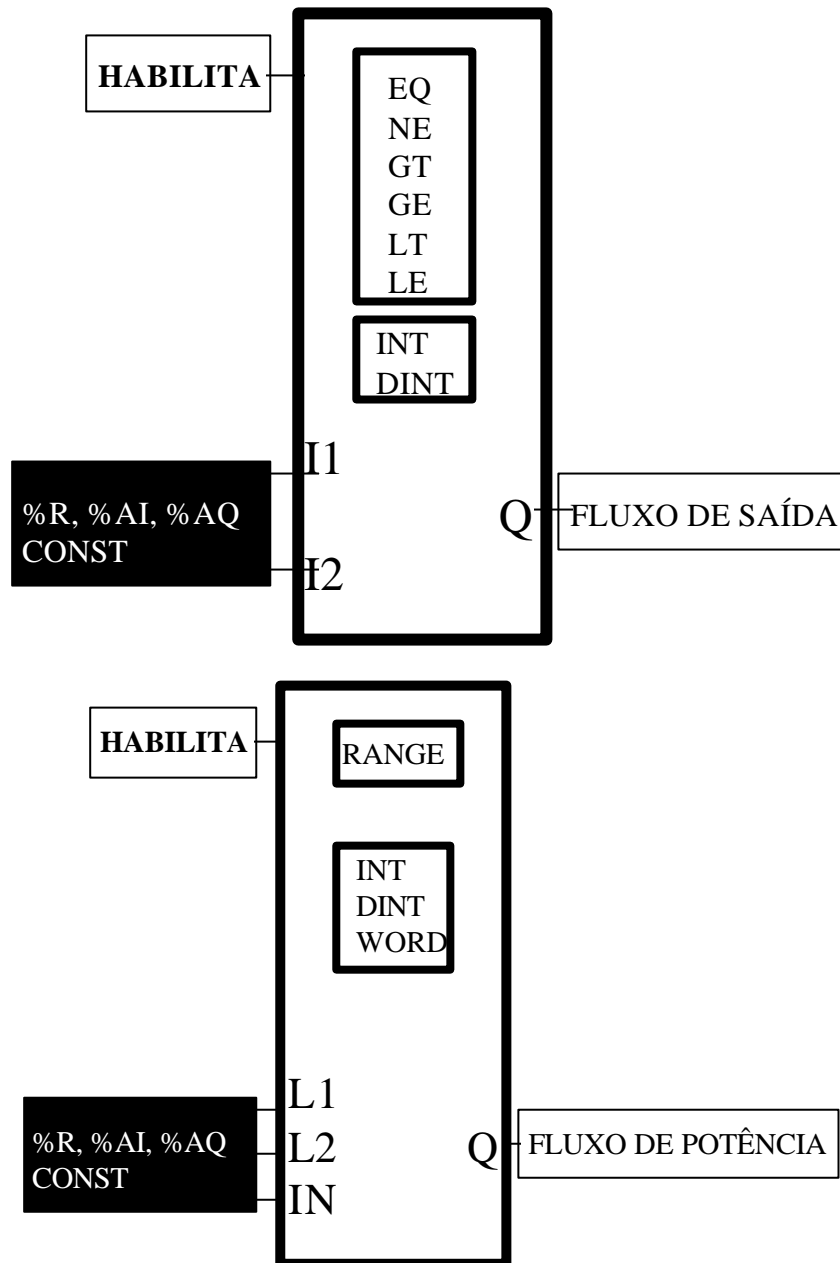 HABILITA
EQ
NE
GT
GE
LT
LE
INT
DINT
I1
%R, %AI, %AQ
CONST
I2
Q
FLUXO DE SAÍDA
HABILITA
RANGE
INT
DINT
WORD
L1
%R, %AI, %AQ
CONST
L2
IN
Q
FLUXO DE POTÊNCIA